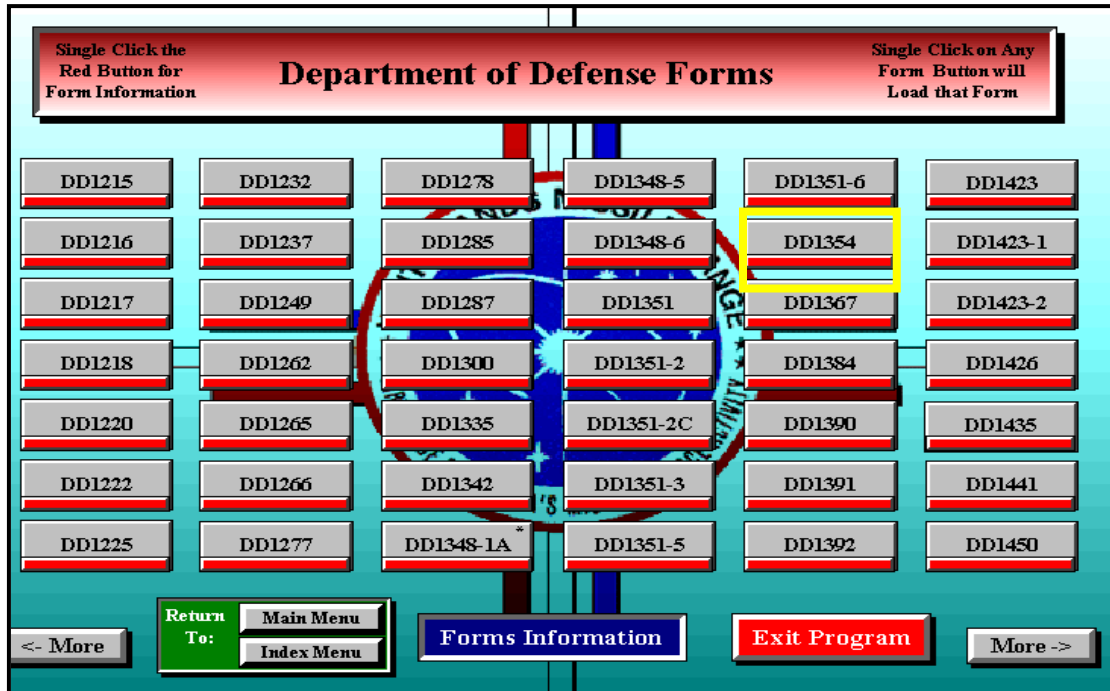 Single Click the
Red Button for
Form Information
Department of Defense Forms
Single Click on Any
Form Button will
Load that Form
DD1215 DD1232 DD1278 DD1348-5 DD1351-6 DD1423
DD1216 DD1237 DD1285 DD1348-6 DD1354 DD1423-1
DD1217 DD1249 DD1287 DD1351 DD1367 DD1423-2
DD1218 DD1262 DD1300 DD1351-2 DD1384 DD1426
DD1220 DD1265 DD1335 DD1351-2C DD1390 DD1435
DD1222 DD1266 DD1342 DD1351-3 DD1391 DD1441
DD1225 DD1277 DD1348-1A* DD1351-5 DD1392 DD1450
<- More
Return
To:
Main Menu
Index Menu
Forms Information
Exit Program
More ->